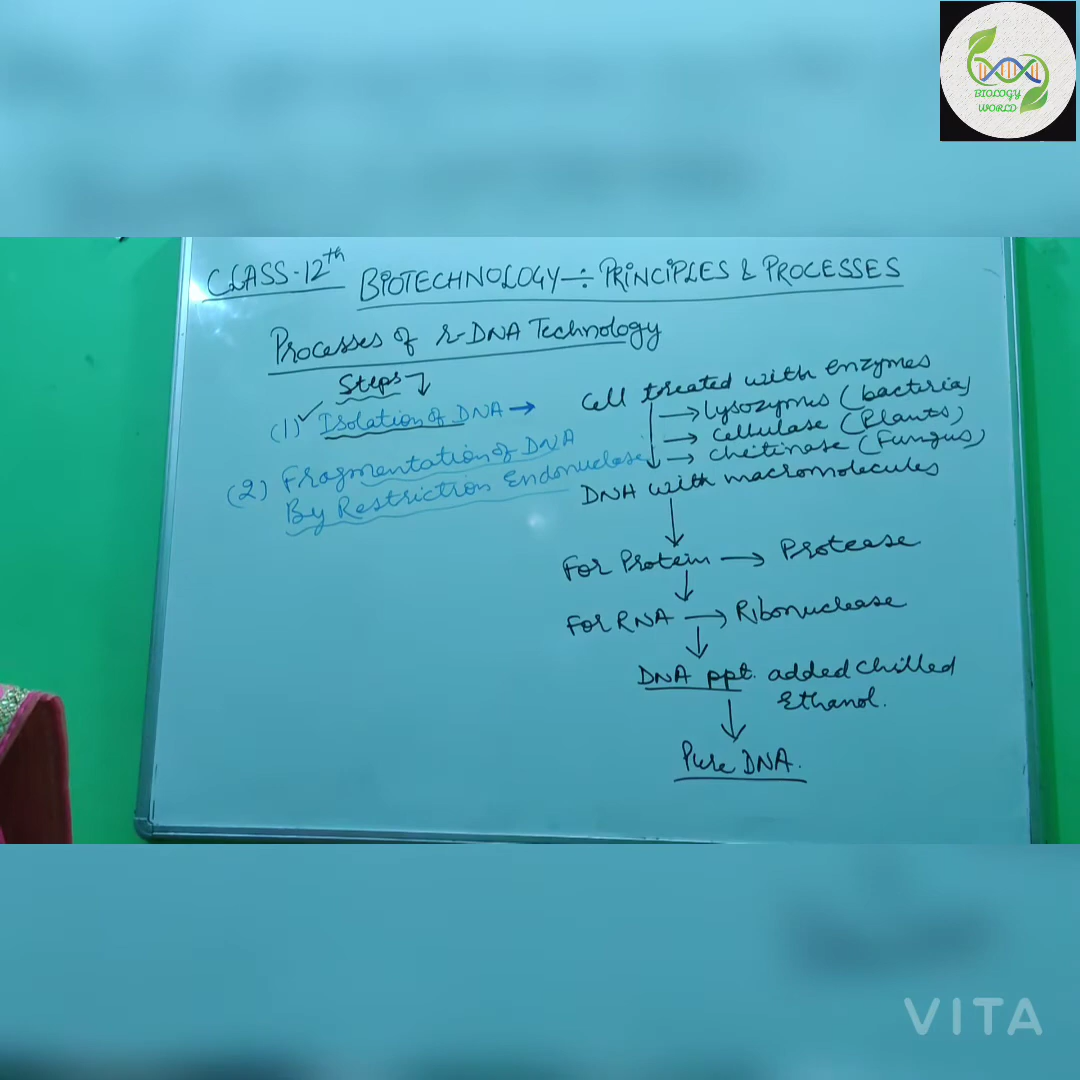 BIOLOGY
WORLD
CLASS-12th
BIOTECHNOLOGY-: PRINCIPLES & PROCESSES
Processes of r-DNA Technology
Steps
(1) ✓ Isolation of DNA →
(2) Fragmentation of DNA
By Restriction Endonuclease
Cell treated with enzymes
→ Lysozymes (bacteria)
→ Cellulase (Plants)
→ Cheitinase (Fungus)
DNA with macromolecules
For Protein → Protease
For RNA → Ribonuclease
DNA ppt. added chilled
Ethanol.
Pure DNA.
VITA